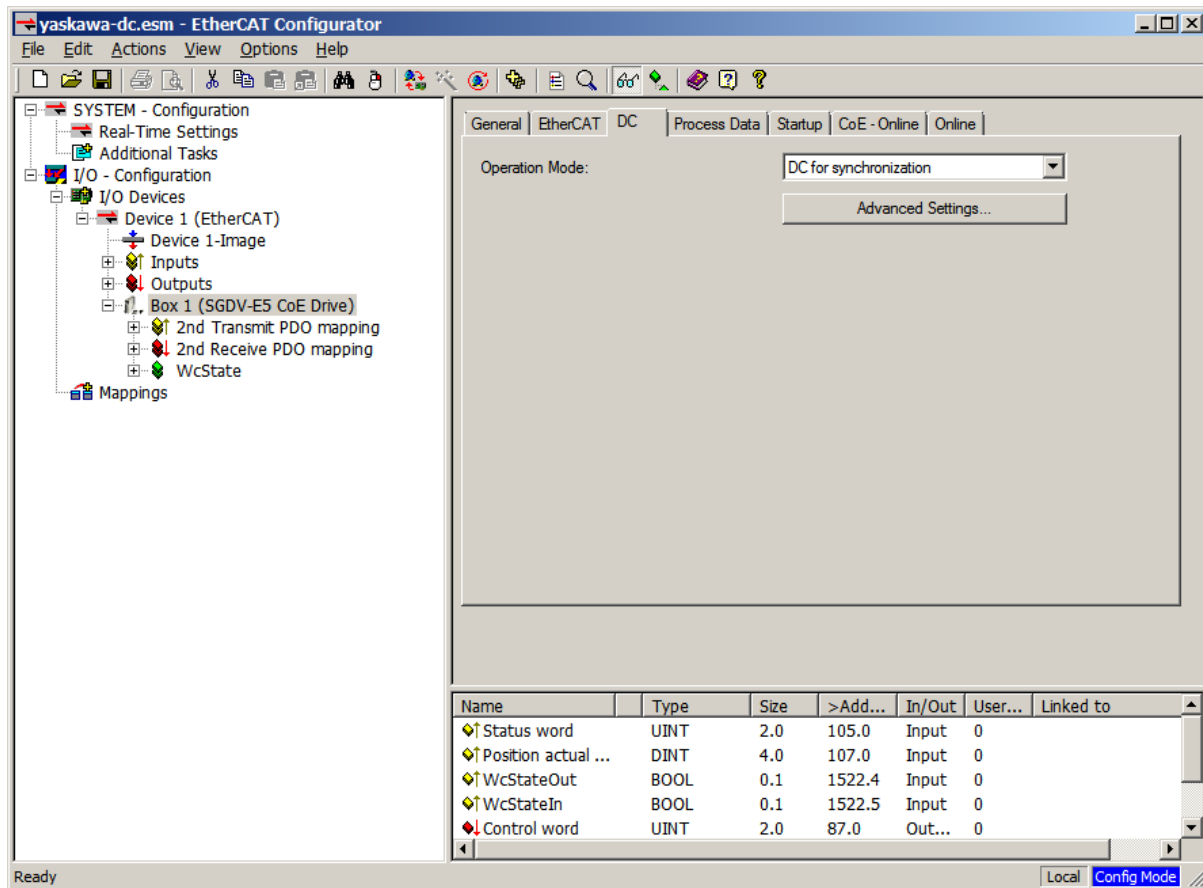 yaskawa-dc.esm - EtherCAT Configurator
File Edit Actions View Options Help
SYSTEM - Configuration
Real-Time Settings
Additional Tasks
I/O - Configuration
I/O Devices
Device 1 (EtherCAT)
Device 1-Image
Inputs
Outputs
Box 1 (SGDV-E5 CoE Drive)
2nd Transmit PDO mapping
2nd Receive PDO mapping
WcState
Mappings
General EtherCAT DC Process Data Startup CoE - Online Online
Operation Mode: DC for synchronization
Advanced Settings...
Name Type Size >Add... In/Out User... Linked to
Status word UINT 2.0 105.0 Input 0
Position actual ... DINT 4.0 107.0 Input 0
WcStateOut BOOL 0.1 1522.4 Input 0
WcStateIn BOOL 0.1 1522.5 Input 0
Control word UINT 2.0 87.0 Out... 0
Ready Local Config Mode